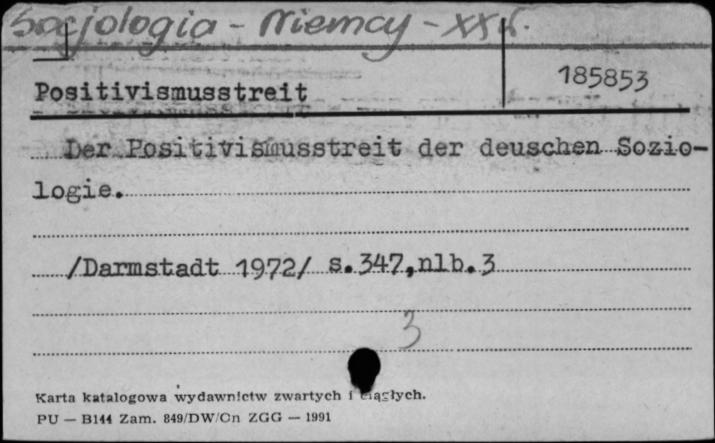 Socjologia - Niemcy - XX w.
Positivismusstreit
185853
Der Positivismusstreit der deuschen Sozio-
logie.
/Darmstadt 1972/ s.347,nlb.3
3
Karta katalogowa wydawnictw zwartych i ciągłych.
PU — B144 Zam. 849/DW/Cn ZGG — 1991